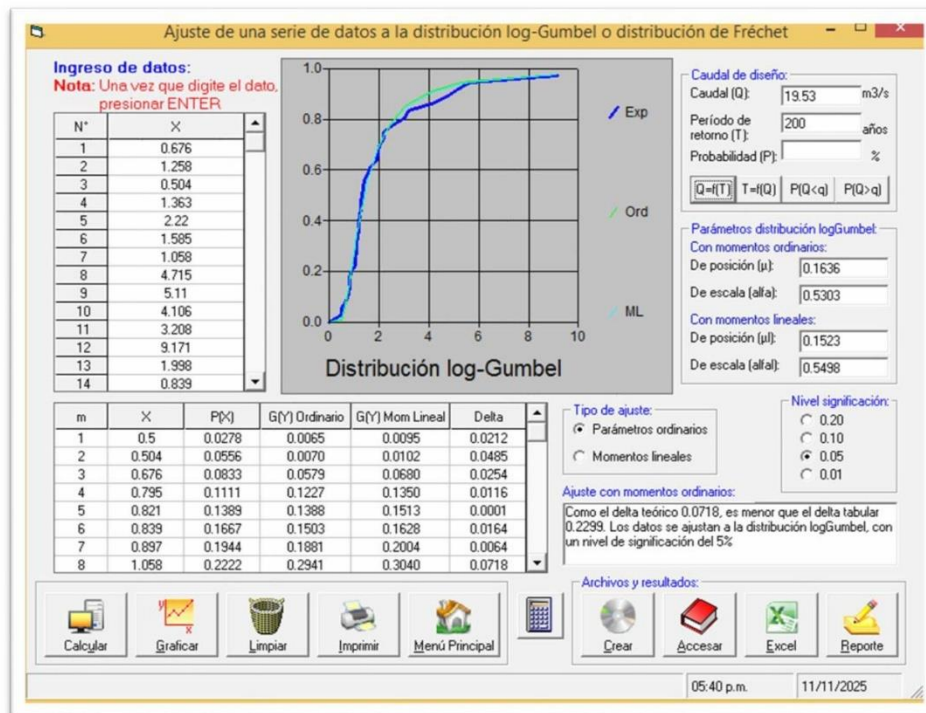 Ajuste de una serie de datos a la distribución log-Gumbel o distribución de Fréchet
Ingreso de datos:
Nota: Una vez que digite el dato,
presionar ENTER
N° X
1 0.676
2 1.258
3 0.504
4 1.363
5 2.22
6 1.585
7 1.058
8 4.715
9 5.11
10 4.106
11 3.208
12 9.171
13 1.998
14 0.839
1.0
0.8
0.6
0.4
0.2
0.0
0 2 4 6 8 10
Exp
Ord
ML
Distribución log-Gumbel
Caudal de diseño:
Caudal (Q): 19.53 m3/s
Período de
retorno (T): 200 años
Probabilidad (P): %
Q=f(T) T=f(Q) P(Q<q) P(Q>q)
Parámetros distribución logGumbel:
Con momentos ordinarios:
De posición (μ): 0.1636
De escala (alfa): 0.5303
Con momentos lineales:
De posición (μl): 0.1523
De escala (alfal): 0.5498
m X P(X) G(Y) Ordinario G(Y) Mom Lineal Delta
1 0.5 0.0278 0.0065 0.0095 0.0212
2 0.504 0.0556 0.0070 0.0102 0.0485
3 0.676 0.0833 0.0579 0.0680 0.0254
4 0.795 0.1111 0.1227 0.1350 0.0116
5 0.821 0.1389 0.1388 0.1513 0.0001
6 0.839 0.1667 0.1503 0.1628 0.0164
7 0.897 0.1944 0.1881 0.2004 0.0064
8 1.058 0.2222 0.2941 0.3040 0.0718
Tipo de ajuste:
Parámetros ordinarios
Momentos lineales
Nivel significación:
0.20
0.10
0.05
0.01
Ajuste con momentos ordinarios:
Como el delta teórico 0.0718, es menor que el delta tabular
0.2299. Los datos se ajustan a la distribución logGumbel, con
un nivel de significación del 5%
Calcular Graficar Limpiar Imprimir Menú Principal
Archivos y resultados:
Crear Accesar Excel Reporte
05:40 p.m. 11/11/2025